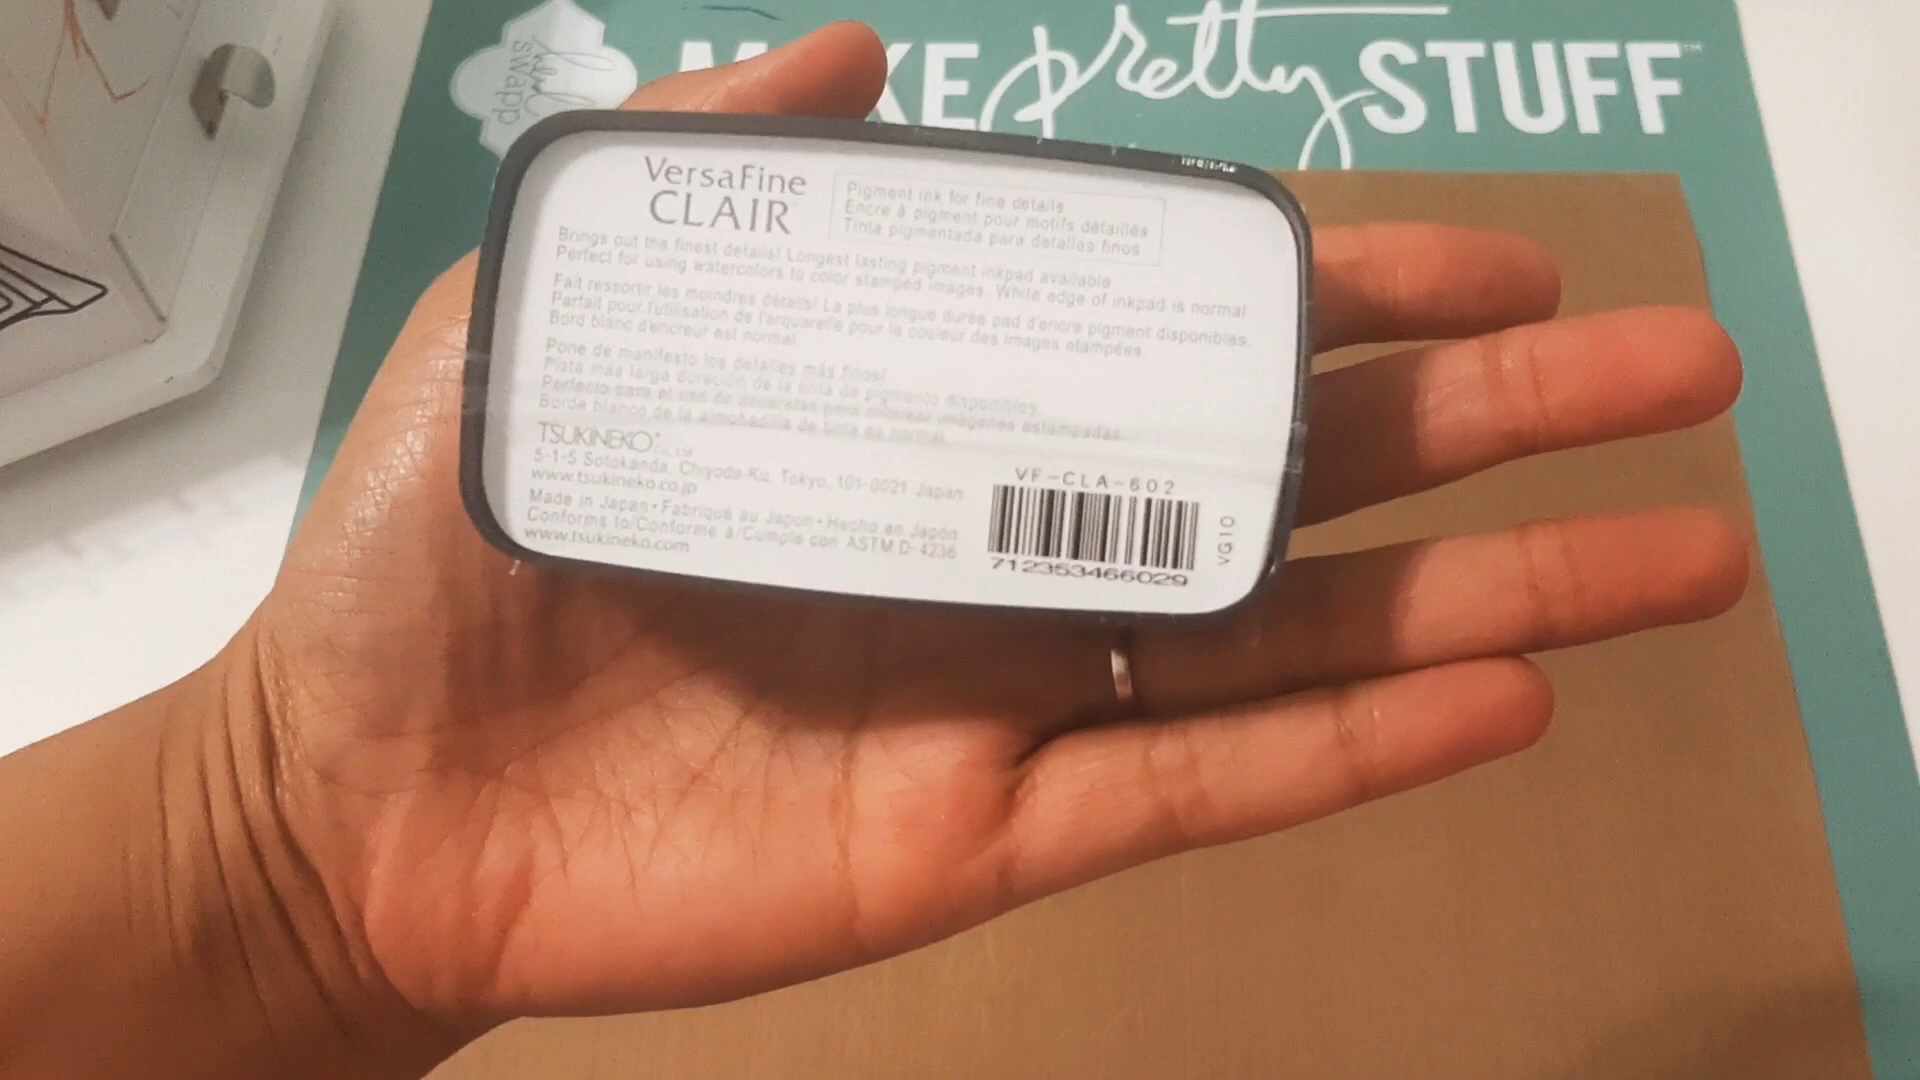 heidi
swapp
MAKE pretty STUFF™
VersaFine
CLAIR
Pigment ink for fine details
Encre à pigment pour motifs détaillés
Tinta pigmentada para detalles finos
Brings out the finest details! Longest lasting pigment inkpad available.
Perfect for using watercolors to color stamped images. White edge of inkpad is normal
Fait ressortir les moindres détails! La plus longue durée pad d'encre pigment disponibles.
Parfait pour l'utilisation de l'arquarelle pour la couleur des images etampées.
Bord blanc d'encreur est normal
Pone de manifesto los detalles más finos!
Pista más larga duración de la tinta de pigmento disponibles.
Perfecto para el uso de acuarelas para colorear imágenes estampadas.
Borde blanco de la almohadilla de tinta es normal.
TSUKINEKO Co., Ltd
5-1-5 Sotokanda, Chiyoda-Ku, Tokyo, 101-0021 Japan
www.tsukineko.co.jp
Made in Japan • Fabriqué au Japon • Hecho en Japón
Conforms to/Conforme à/Cumple con ASTM D-4236
www.tsukineko.com
VF-CLA-602
712353466029
VG10